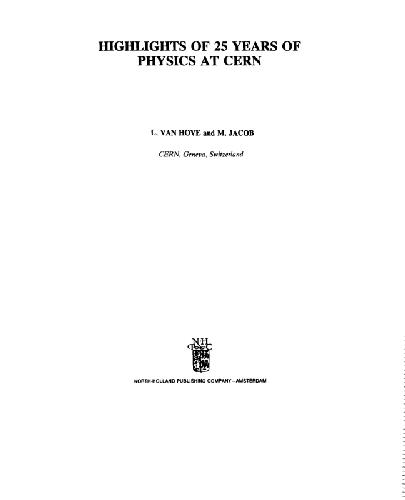 HIGHLIGHTS OF 25 YEARS OF
PHYSICS AT CERN
L. VAN HOVE and M. JACOB
CERN, Geneva, Switzerland
NORTH-HOLLAND PUBLISHING COMPANY – AMSTERDAM